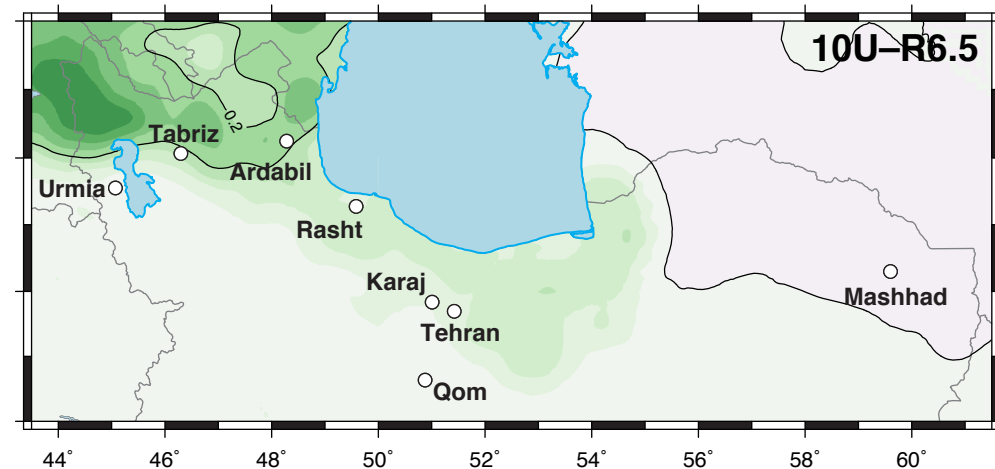 10U–R6.5
0.2
Tabriz
Ardabil
Urmia
Rasht
Karaj
Mashhad
Tehran
Qom
44° 46° 48° 50° 52° 54° 56° 58° 60°